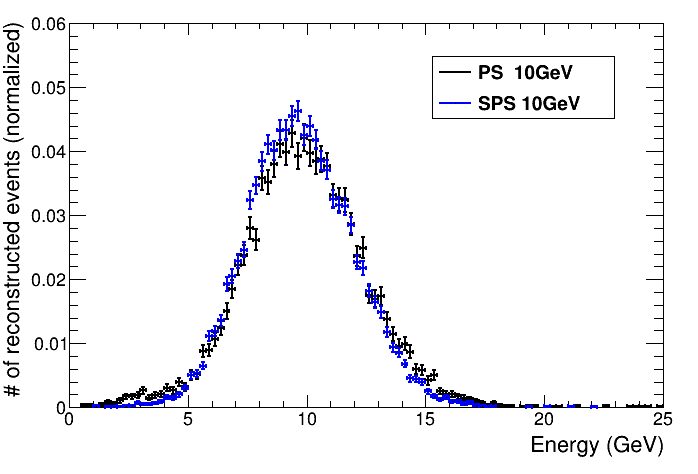 # of reconstructed events (normalized)
0.06
0.05
0.04
0.03
0.02
0.01
0
PS 10GeV
SPS 10GeV
0 5 10 15 20 25
Energy (GeV)